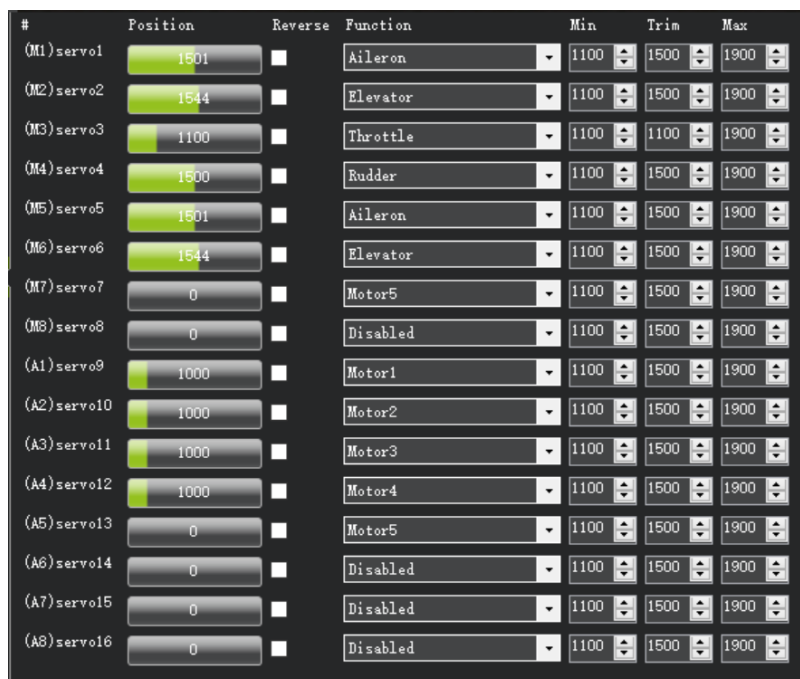 # Position Reverse Function Min Trim Max
(M1)servo1 1501 Aileron 1100 1500 1900
(M2)servo2 1544 Elevator 1100 1500 1900
(M3)servo3 1100 Throttle 1100 1100 1900
(M4)servo4 1500 Rudder 1100 1500 1900
(M5)servo5 1501 Aileron 1100 1500 1900
(M6)servo6 1544 Elevator 1100 1500 1900
(M7)servo7 0 Motor5 1100 1500 1900
(M8)servo8 0 Disabled 1100 1500 1900
(A1)servo9 1000 Motor1 1100 1500 1900
(A2)servo10 1000 Motor2 1100 1500 1900
(A3)servo11 1000 Motor3 1100 1500 1900
(A4)servo12 1000 Motor4 1100 1500 1900
(A5)servo13 0 Motor5 1100 1500 1900
(A6)servo14 0 Disabled 1100 1500 1900
(A7)servo15 0 Disabled 1100 1500 1900
(A8)servo16 0 Disabled 1100 1500 1900